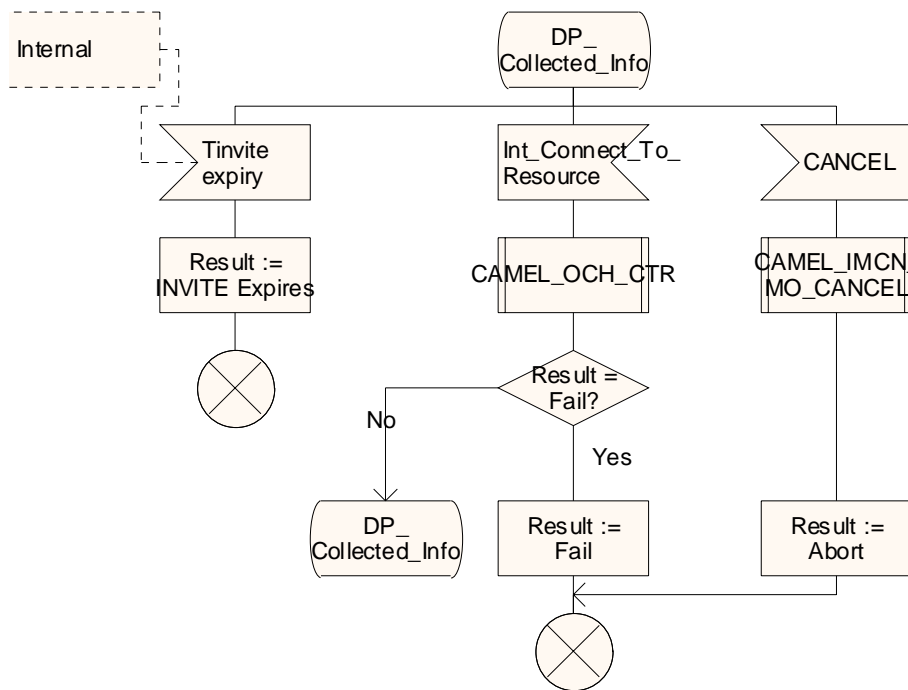 Internal
DP_
Collected_Info
Tinvite
expiry
Int_Connect_To_
Resource
CANCEL
Result :=
INVITE Expires
CAMEL_OCH_CTR
CAMEL_IMCN_
MO_CANCEL
Result =
Fail?
No
Yes
DP_
Collected_Info
Result :=
Fail
Result :=
Abort